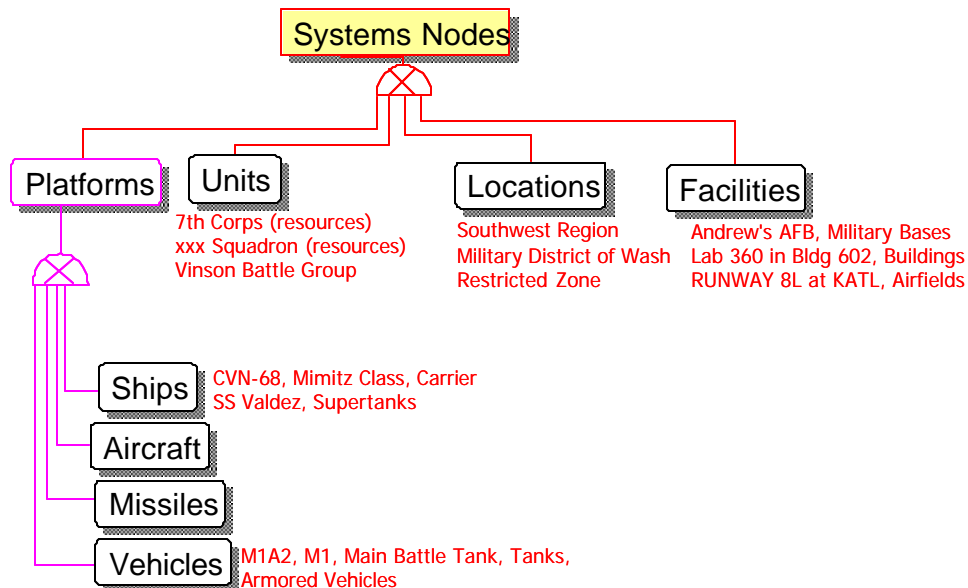 Systems Nodes
Platforms
Units
Locations
Facilities
7th Corps (resources)
xxx Squadron (resources)
Vinson Battle Group
Southwest Region
Military District of Wash
Restricted Zone
Andrew's AFB, Military Bases
Lab 360 in Bldg 602, Buildings
RUNWAY 8L at KATL, Airfields
Ships
CVN-68, Mimitz Class, Carrier
SS Valdez, Supertanks
Aircraft
Missiles
Vehicles
M1A2, M1, Main Battle Tank, Tanks,
Armored Vehicles